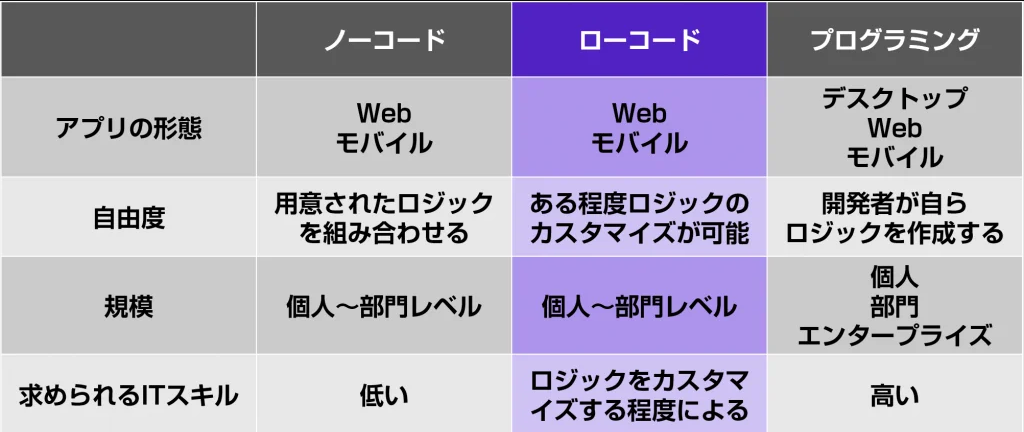 ノーコード
ローコード
プログラミング
アプリの形態
Web
モバイル
Web
モバイル
デスクトップ
Web
モバイル
自由度
用意されたロジック
を組み合わせる
ある程度ロジックの
カスタマイズが可能
開発者が自ら
ロジックを作成する
規模
個人～部門レベル
個人～部門レベル
個人
部門
エンタープライズ
求められるITスキル
低い
ロジックをカスタマ
イズする程度による
高い